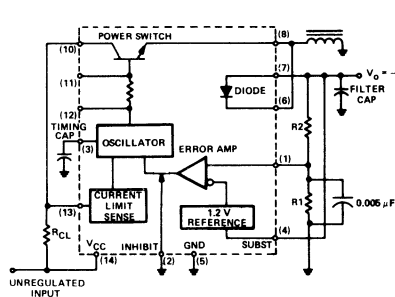 POWER SWITCH
(10)
(8)
(11)
(7)
Vo = –
DIODE
(6)
FILTER
CAP
(12)
TIMING
CAP
(3)
OSCILLATOR
R2
ERROR AMP
(1)
(13)
CURRENT
LIMIT
SENSE
1.2 V
REFERENCE
R1
0.005 µF
RCL
VCC
INHIBIT
GND
SUBST
(4)
(14)
(2)
(5)
UNREGULATED
INPUT